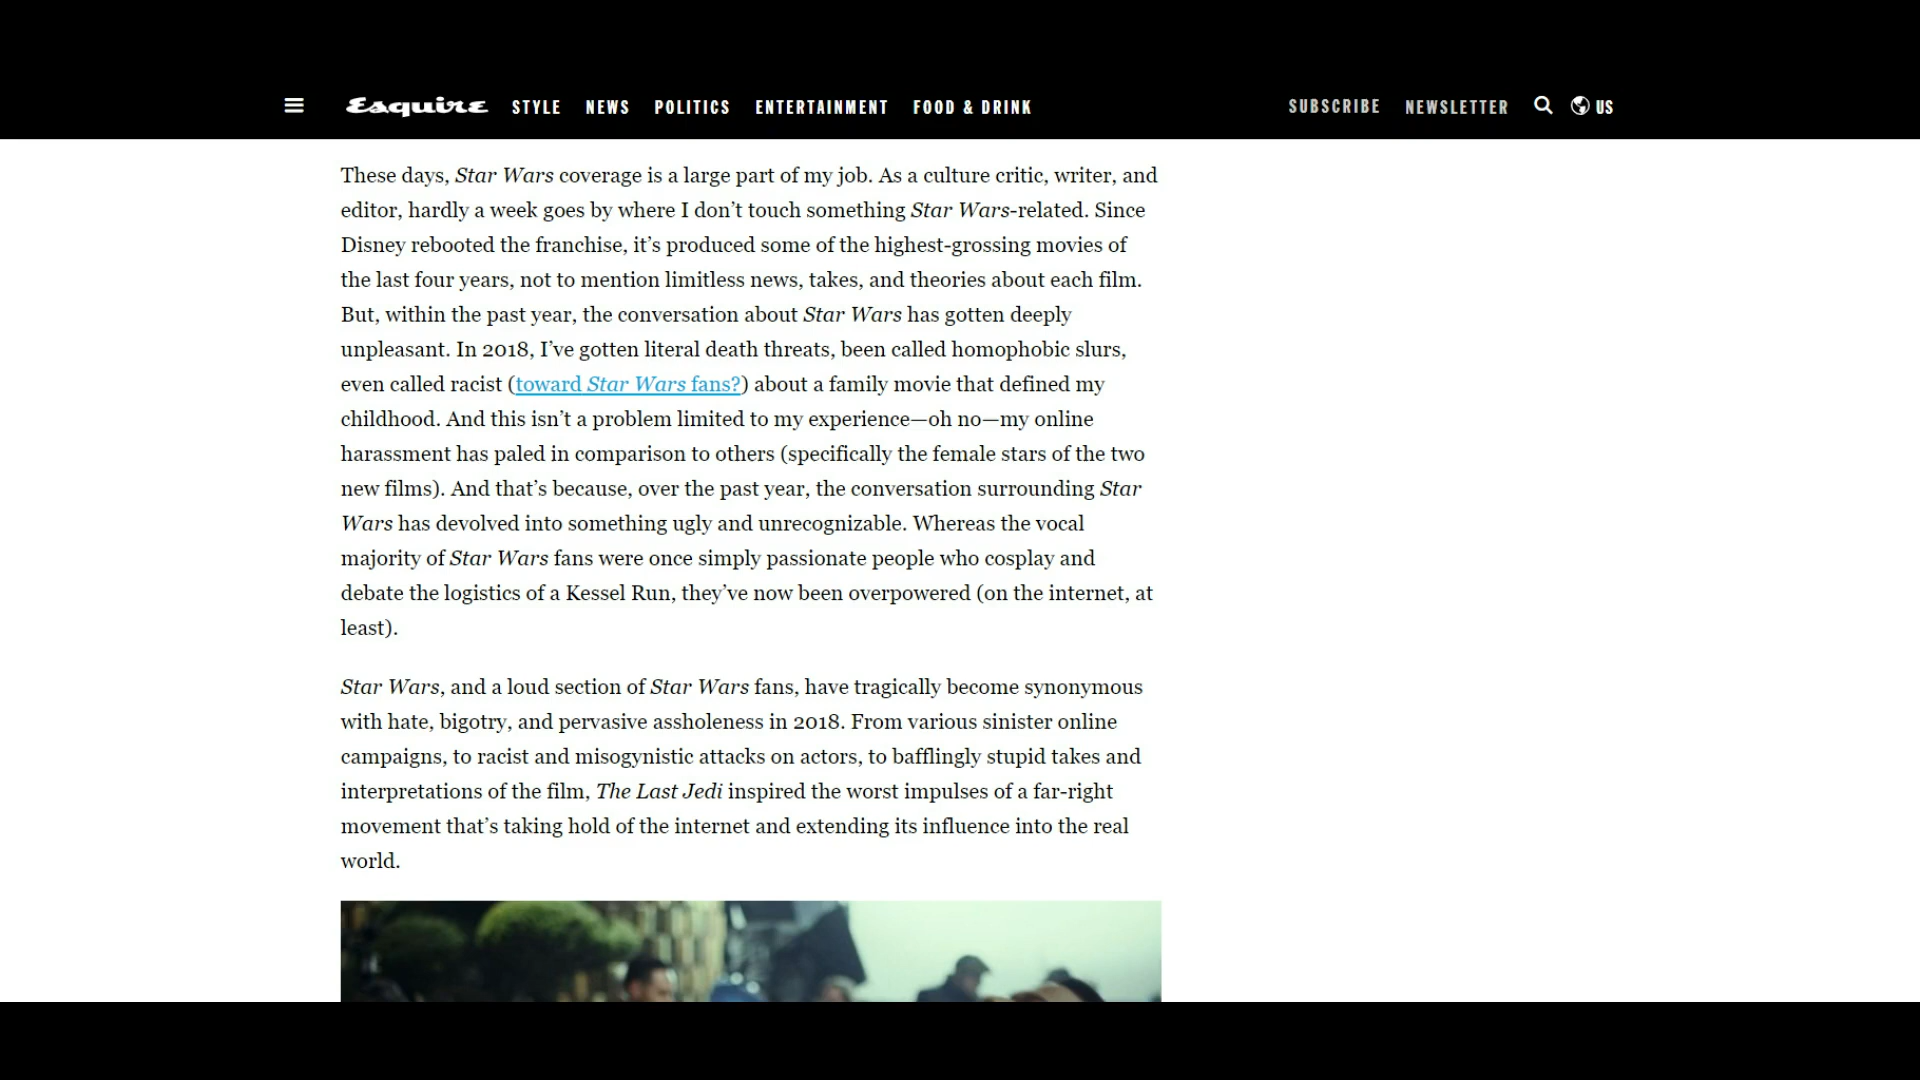 Esquire STYLE NEWS POLITICS ENTERTAINMENT FOOD & DRINK SUBSCRIBE NEWSLETTER US
These days, Star Wars coverage is a large part of my job. As a culture critic, writer, and
editor, hardly a week goes by where I don’t touch something Star Wars-related. Since
Disney rebooted the franchise, it’s produced some of the highest-grossing movies of
the last four years, not to mention limitless news, takes, and theories about each film.
But, within the past year, the conversation about Star Wars has gotten deeply
unpleasant. In 2018, I’ve gotten literal death threats, been called homophobic slurs,
even called racist (toward Star Wars fans?) about a family movie that defined my
childhood. And this isn’t a problem limited to my experience—oh no—my online
harassment has paled in comparison to others (specifically the female stars of the two
new films). And that’s because, over the past year, the conversation surrounding Star
Wars has devolved into something ugly and unrecognizable. Whereas the vocal
majority of Star Wars fans were once simply passionate people who cosplay and
debate the logistics of a Kessel Run, they’ve now been overpowered (on the internet, at
least).
Star Wars, and a loud section of Star Wars fans, have tragically become synonymous
with hate, bigotry, and pervasive assholeness in 2018. From various sinister online
campaigns, to racist and misogynistic attacks on actors, to bafflingly stupid takes and
interpretations of the film, The Last Jedi inspired the worst impulses of a far-right
movement that’s taking hold of the internet and extending its influence into the real
world.